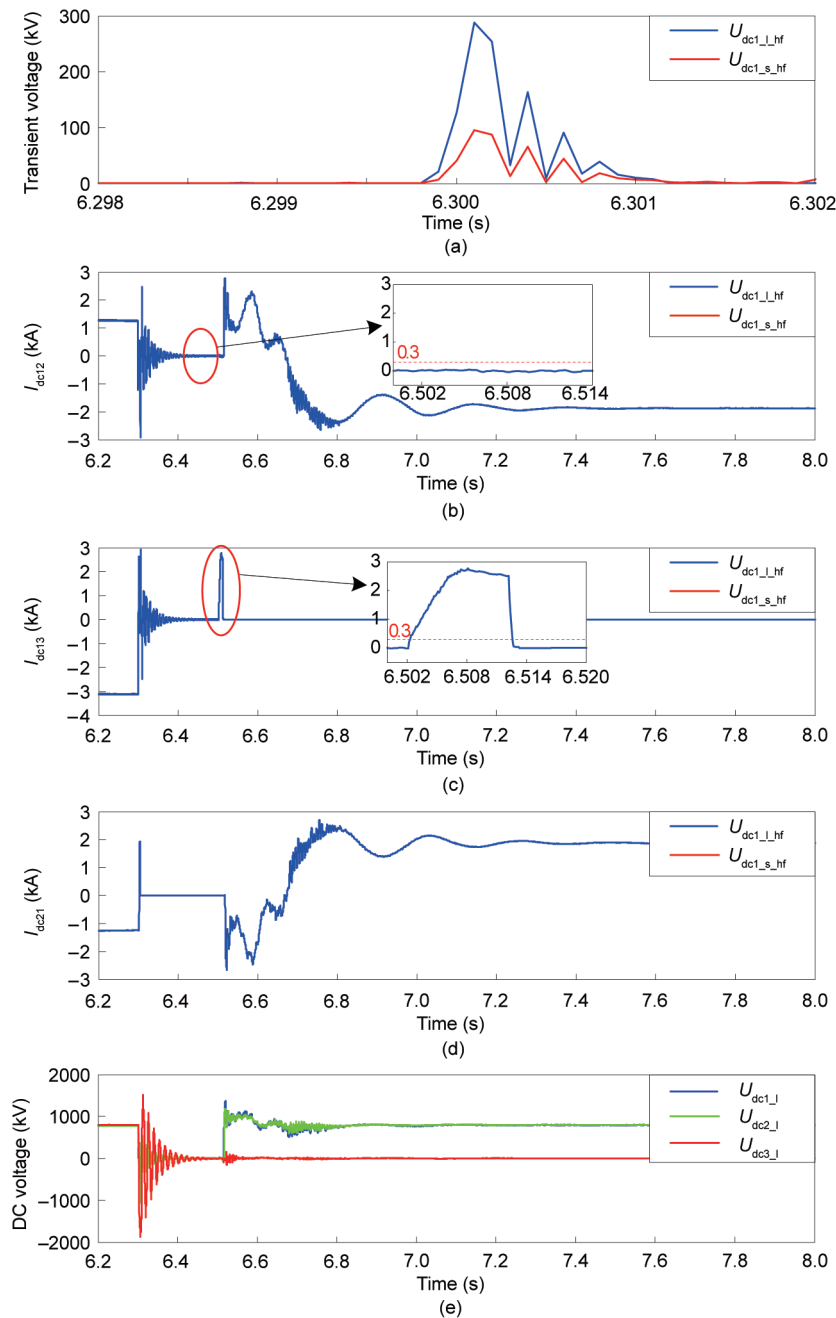 300
200
100
0
Transient voltage (kV)
U_dc1_l_hf
U_dc1_s_hf
6.298 6.299 6.300 6.301 6.302
Time (s)
(a)
3
2
1
0
–1
–2
–3
I_dc12 (kA)
U_dc1_l_hf
U_dc1_s_hf
3
2
1
0
0.3
6.502 6.508 6.514
6.2 6.4 6.6 6.8 7.0 7.2 7.4 7.6 8.0
Time (s)
(b)
3
2
1
0
–1
–2
–3
–4
I_dc13 (kA)
U_dc1_l_hf
U_dc1_s_hf
3
2
1
0
0.3
6.502 6.508 6.514 6.520
6.2 6.4 6.6 6.8 7.0 7.2 7.4 7.6 8.0
Time (s)
(c)
3
2
1
0
–1
–2
–3
I_dc21 (kA)
U_dc1_l_hf
U_dc1_s_hf
6.2 6.4 6.6 6.8 7.0 7.2 7.4 7.6 8.0
Time (s)
(d)
2000
1000
0
–1000
–2000
DC voltage (kV)
U_dc1_l
U_dc2_l
U_dc3_l
6.2 6.4 6.6 6.8 7.0 7.2 7.4 7.6 8.0
Time (s)
(e)